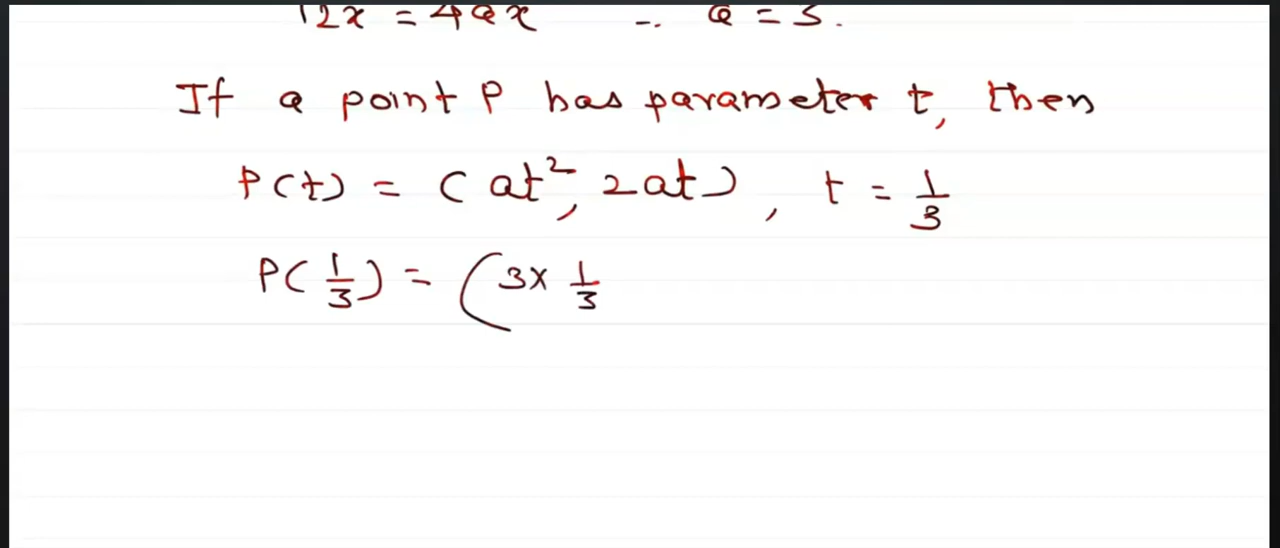 12x = 4ax ∴ a = 3.
If a point P has parameter t, then
P(t) = (at², 2at), t = 1/3
P(1/3) = (3× 1/3